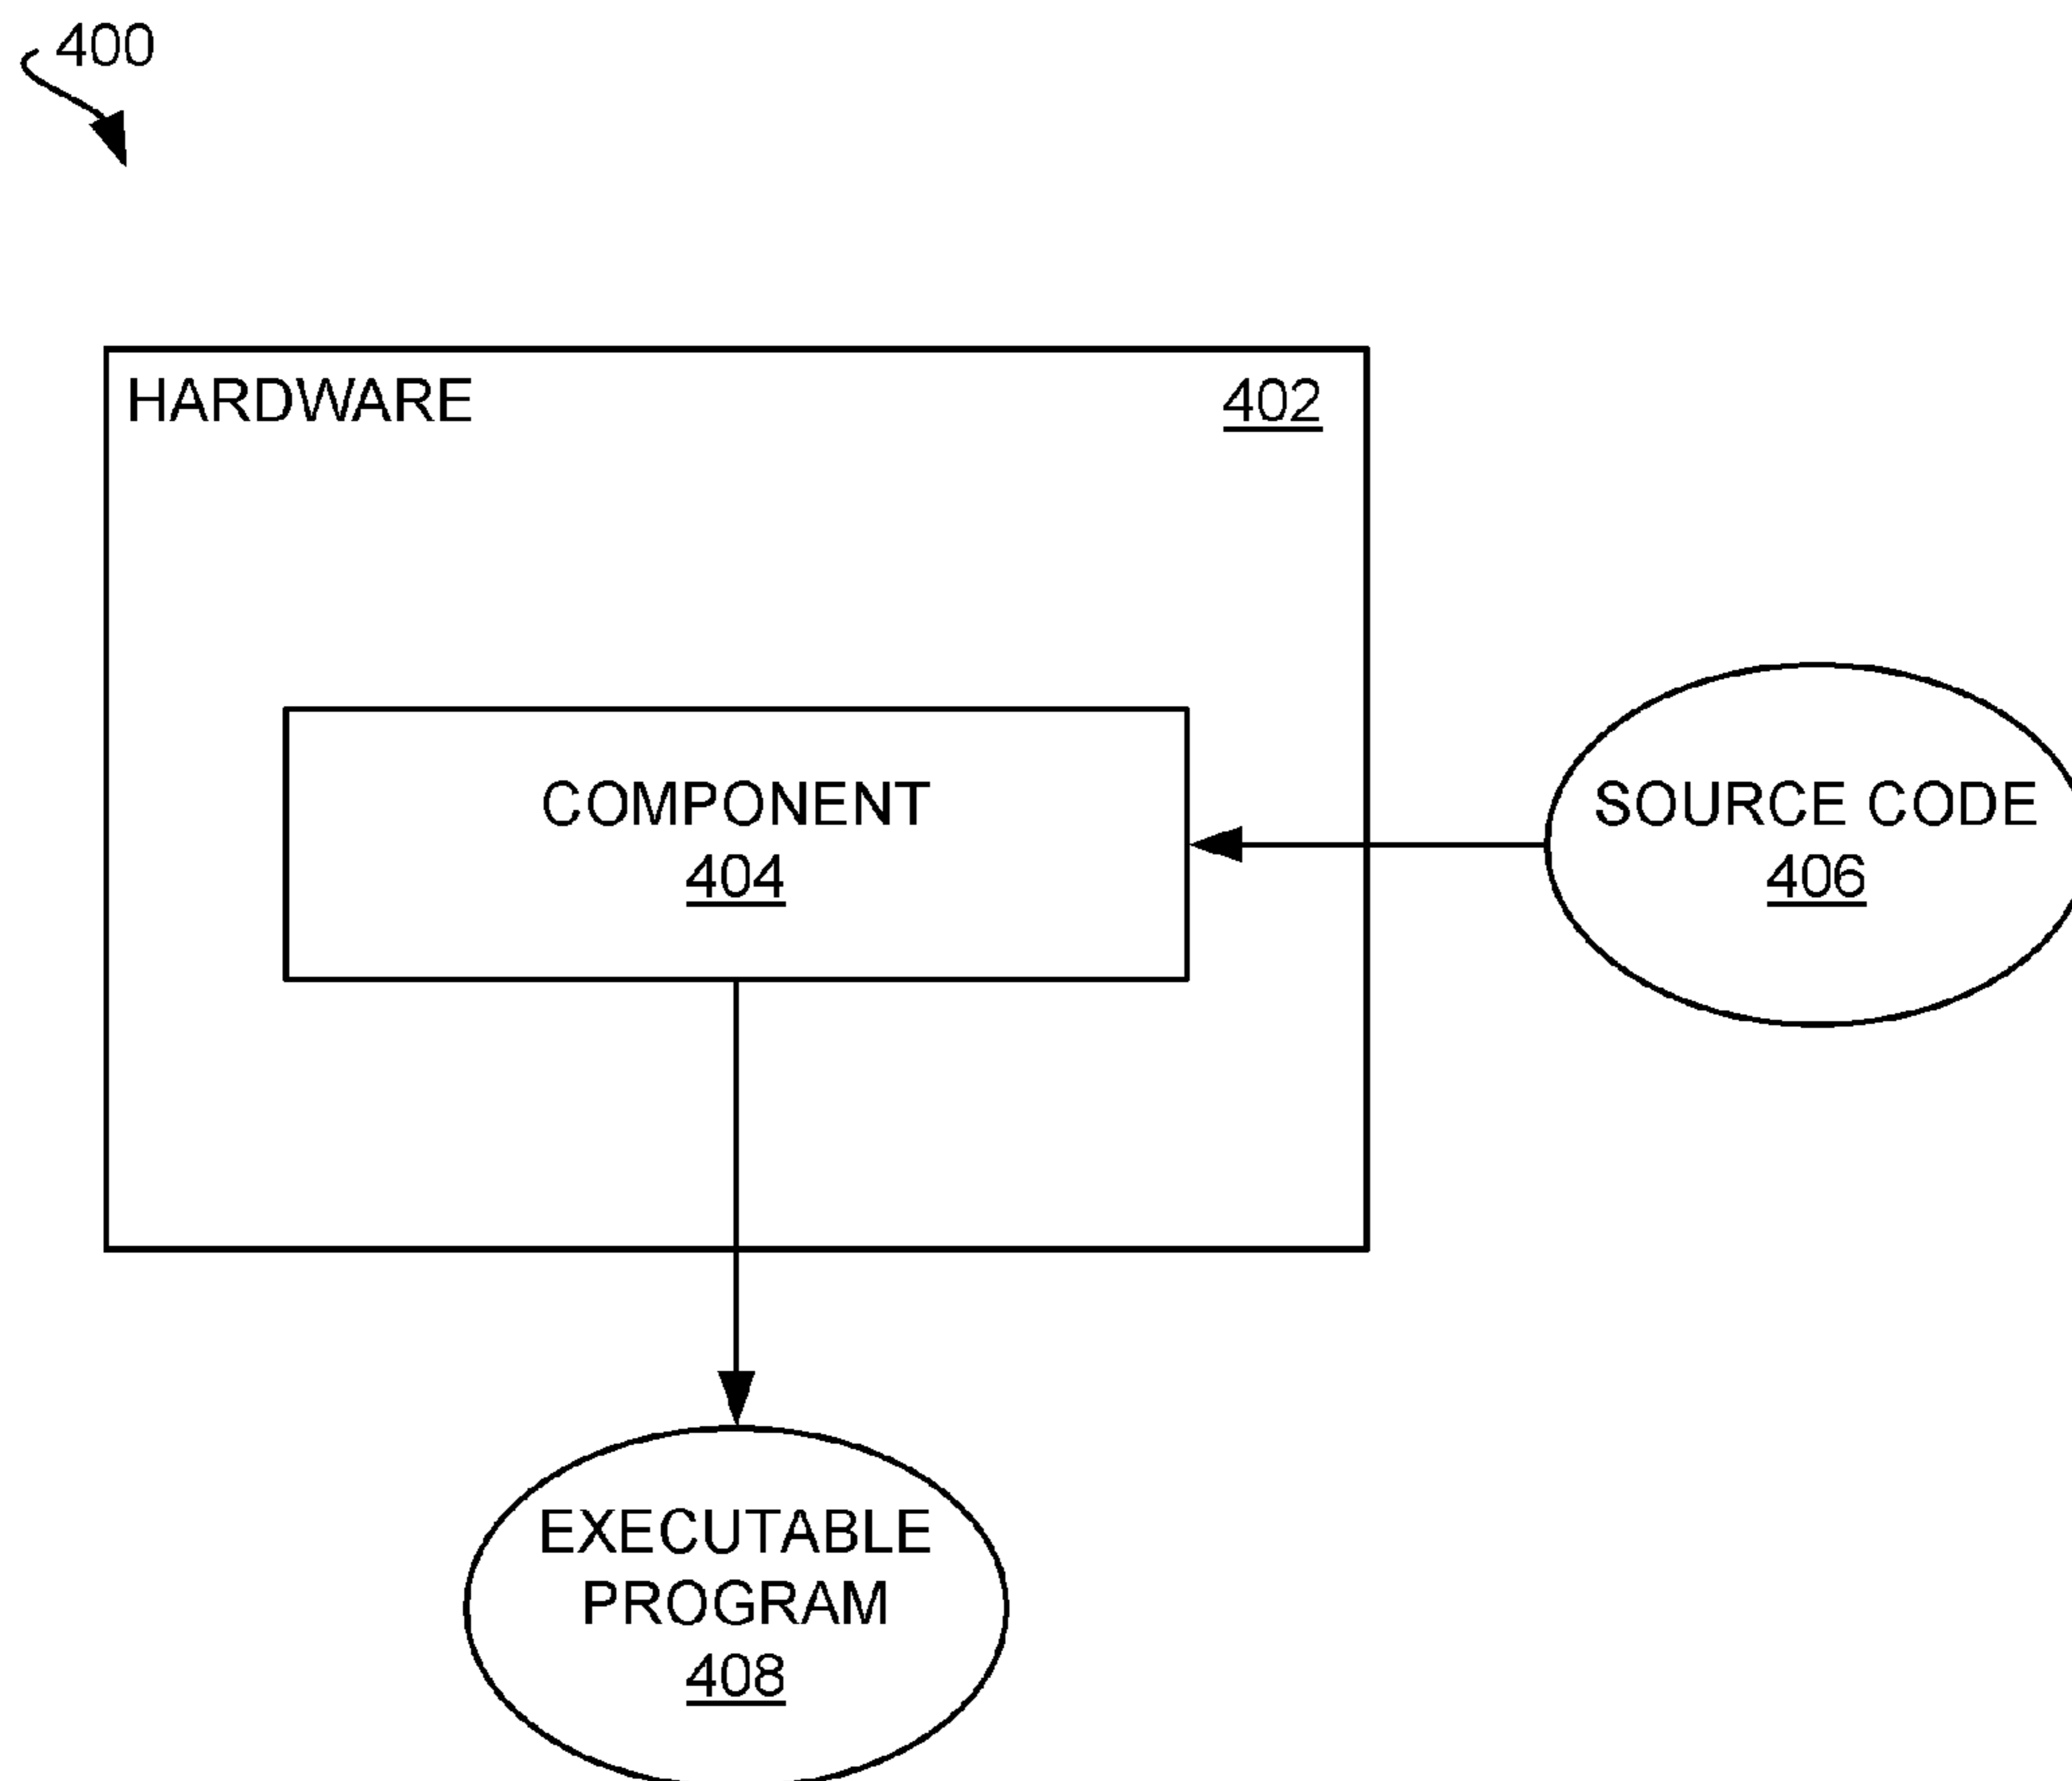 400
HARDWARE 402
COMPONENT
404
SOURCE CODE
406
EXECUTABLE
PROGRAM
408